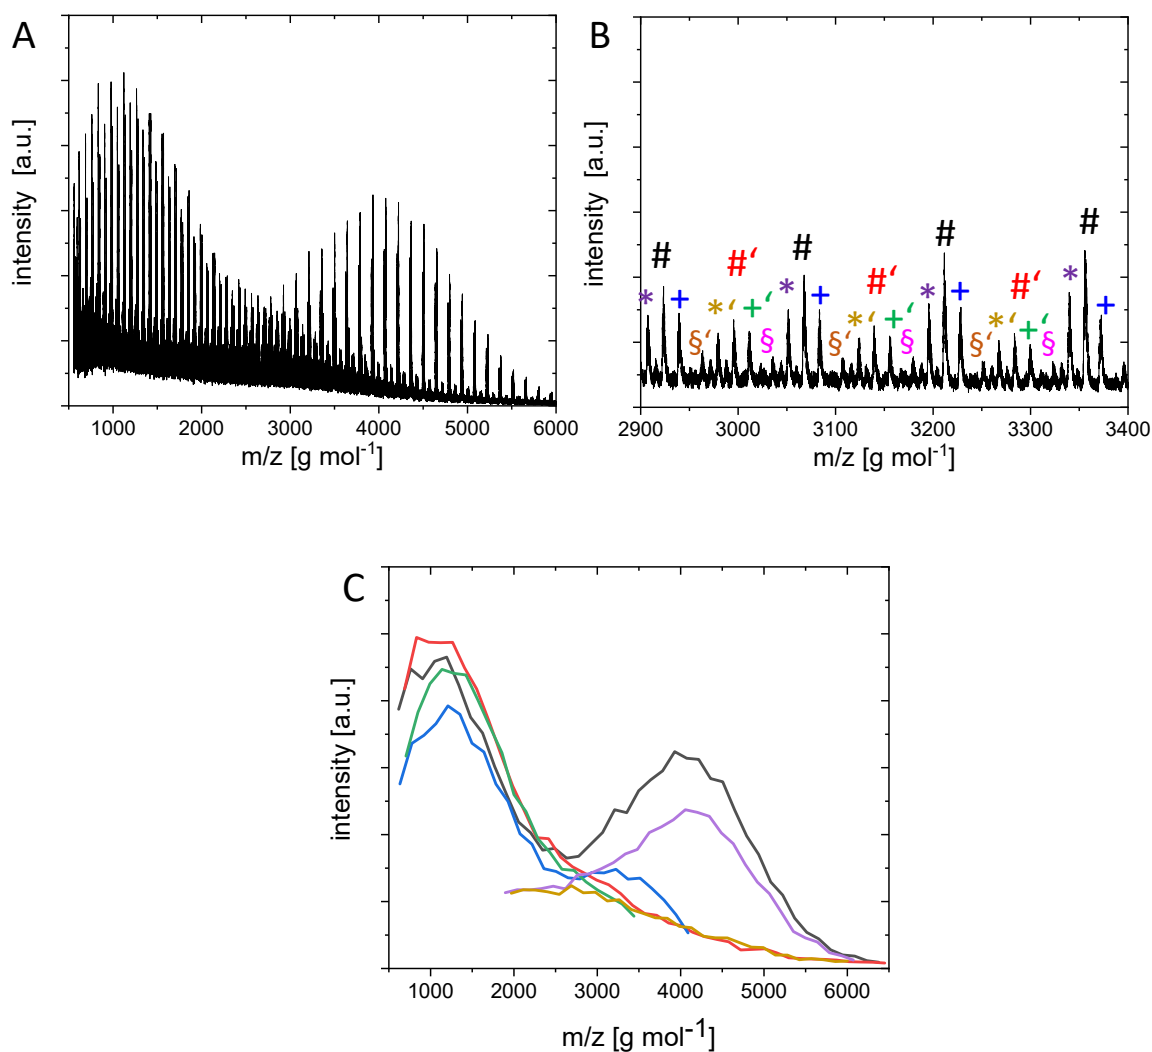 A
intensity [a.u.]
1000 2000 3000 4000 5000 6000
m/z [g mol-1]
B
intensity [a.u.]
# # # #
#‘ #‘ #‘
* + *‘ +‘ * + *‘ +‘ * + *‘ +‘ * +
§‘ § §‘ § §‘ §
2900 3000 3100 3200 3300 3400
m/z [g mol-1]
C
intensity [a.u.]
1000 2000 3000 4000 5000 6000
m/z [g mol-1]